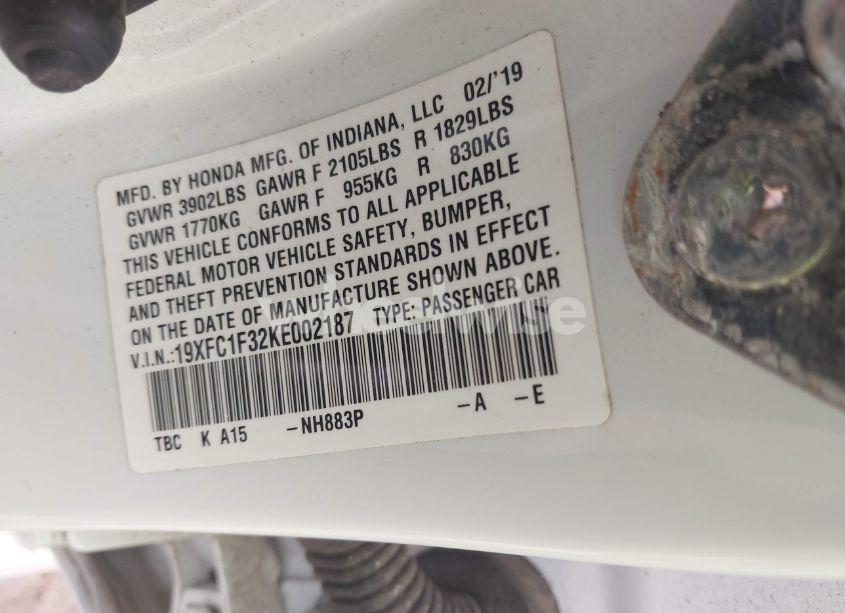 MFD. BY HONDA MFG. OF INDIANA, LLC 02/'19
GVWR 3902LBS GAWR F 2105LBS R 1829LBS
GVWR 1770KG GAWR F 955KG R 830KG
THIS VEHICLE CONFORMS TO ALL APPLICABLE
FEDERAL MOTOR VEHICLE SAFETY, BUMPER,
AND THEFT PREVENTION STANDARDS IN EFFECT
ON THE DATE OF MANUFACTURE SHOWN ABOVE.
V.I.N.:19XFC1F32KE002187 TYPE: PASSENGER CAR
TBC K A15 -NH883P -A -E